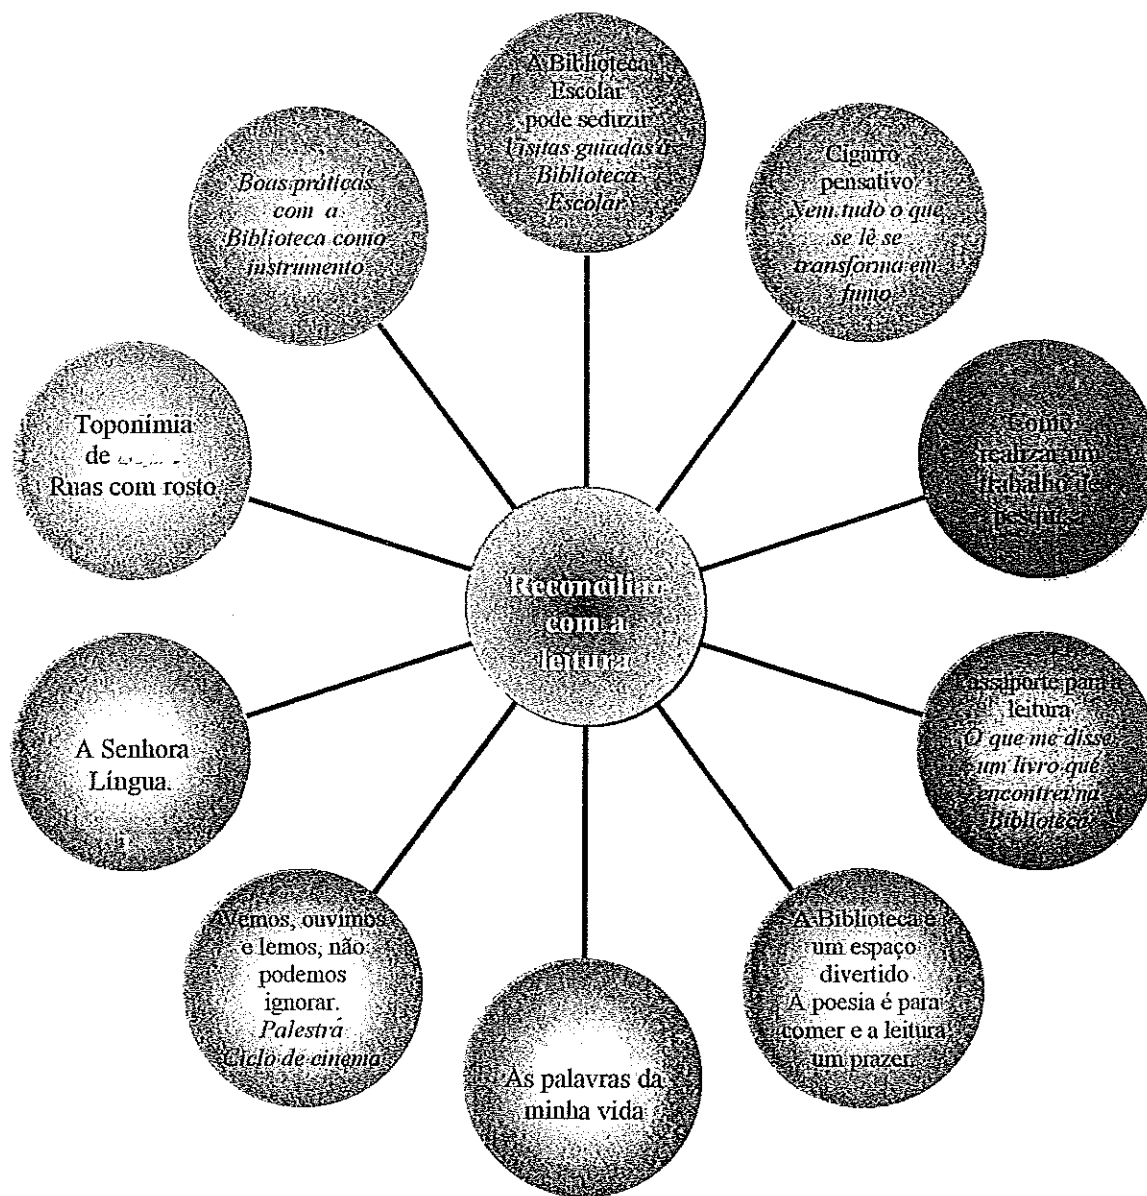 A Biblioteca
Escolar
pode seduzir
Visitas guiadas à
Biblioteca
Escolar
Cigarro
pensativo
Nem tudo o que
se lê se
transforma em
fumo
Como
realizar um
trabalho de
pesquisa
Passaporte para
leitura
O que me disse
um livro que
encontrei na
Biblioteca
A Biblioteca é
um espaço
divertido
A poesia é para
comer e a leitura
um prazer.
As palavras da
minha vida
Vemos, ouvimos
e lemos, não
podemos
ignorar.
Palestra
Ciclo de cinema
A Senhora
Língua.
Toponímia
de
Ruas com rosto.
Boas práticas
com a
Biblioteca como
instrumento
Reconciliar
com a
leitura